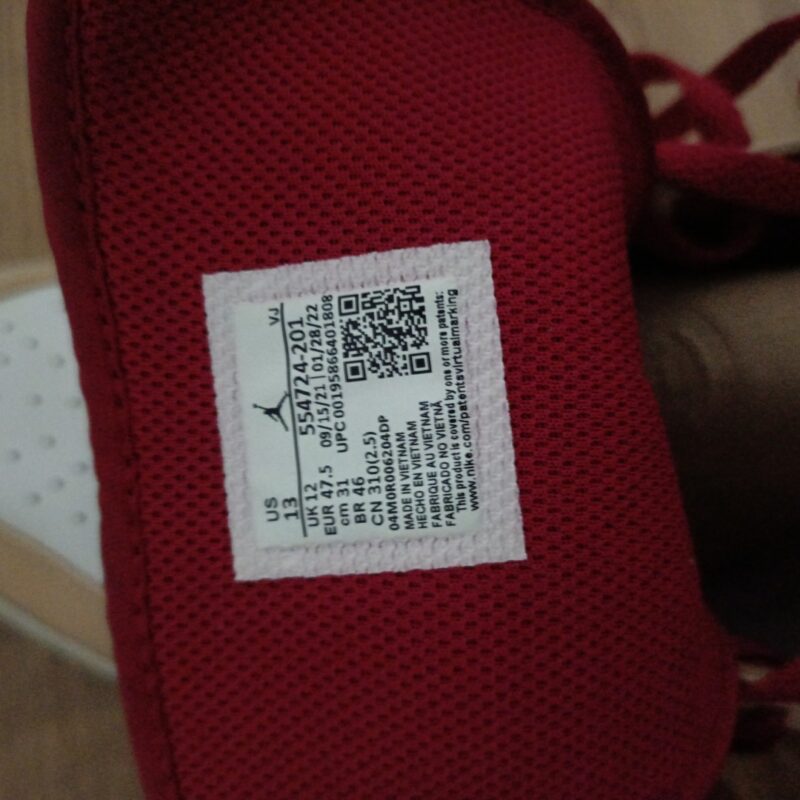 US
13
VJ
554724-201
UK 12
09/15/21 | 01/28/22
EUR 47.5
UPC 00195866401808
cm 31
BR 46
CN 310(2.5)
04M0R006204DP
MADE IN VIETNAM
HECHO EN VIETNAM
FABRIQUE AU VIETNAM
FABRICADO NO VIETNÃ
This product is covered by one or more patents:
www.nike.com/patentsvirtualmarking